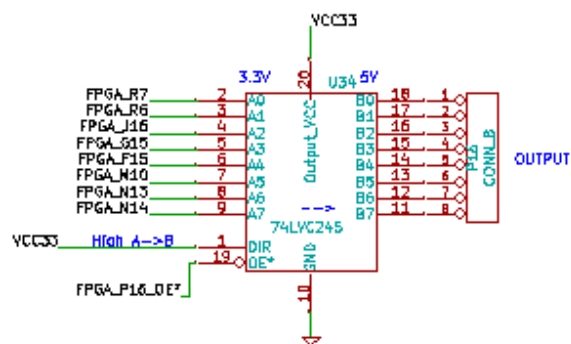 VCC33
3.3V U34 5V
20
Output_VCC
FPGA_R7 2 A0 B0 18 1
FPGA_R6 3 A1 B1 17 2
FPGA_J16 4 A2 B2 16 3
FPGA_G15 5 A3 B3 15 4
FPGA_F15 6 A4 B4 14 5
FPGA_M10 7 A5 B5 13 6
FPGA_N13 8 A6 B6 12 7
FPGA_N14 9 A7 B7 11 8
P16
CONN_8
OUTPUT
--->
74LVC245
VCC33 High A->B 1 DIR
19 OE*
GND
10
FPGA_P16_OE*